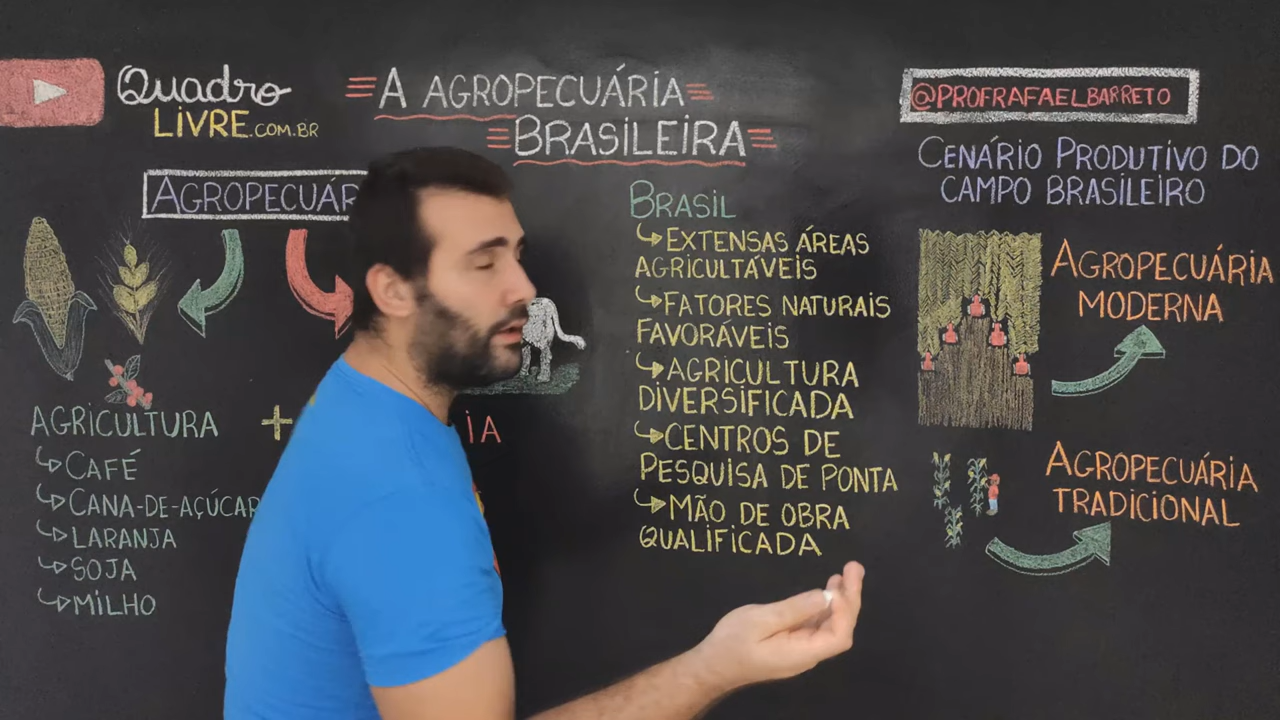 Quadro
LIVRE.COM.BR
A AGROPECUÁRIA
BRASILEIRA
@PROFRAFAELBARRETO
AGROPECUÁR
AGRICULTURA
+
IA
CAFÉ
CANA-DE-AÇÚCAR
LARANJA
SOJA
MILHO
BRASIL
EXTENSAS ÁREAS
AGRICULTÁVEIS
FATORES NATURAIS
FAVORÁVEIS
AGRICULTURA
DIVERSIFICADA
CENTROS DE
PESQUISA DE PONTA
MÃO DE OBRA
QUALIFICADA
CENÁRIO PRODUTIVO DO
CAMPO BRASILEIRO
AGROPECUÁRIA
MODERNA
AGROPECUÁRIA
TRADICIONAL